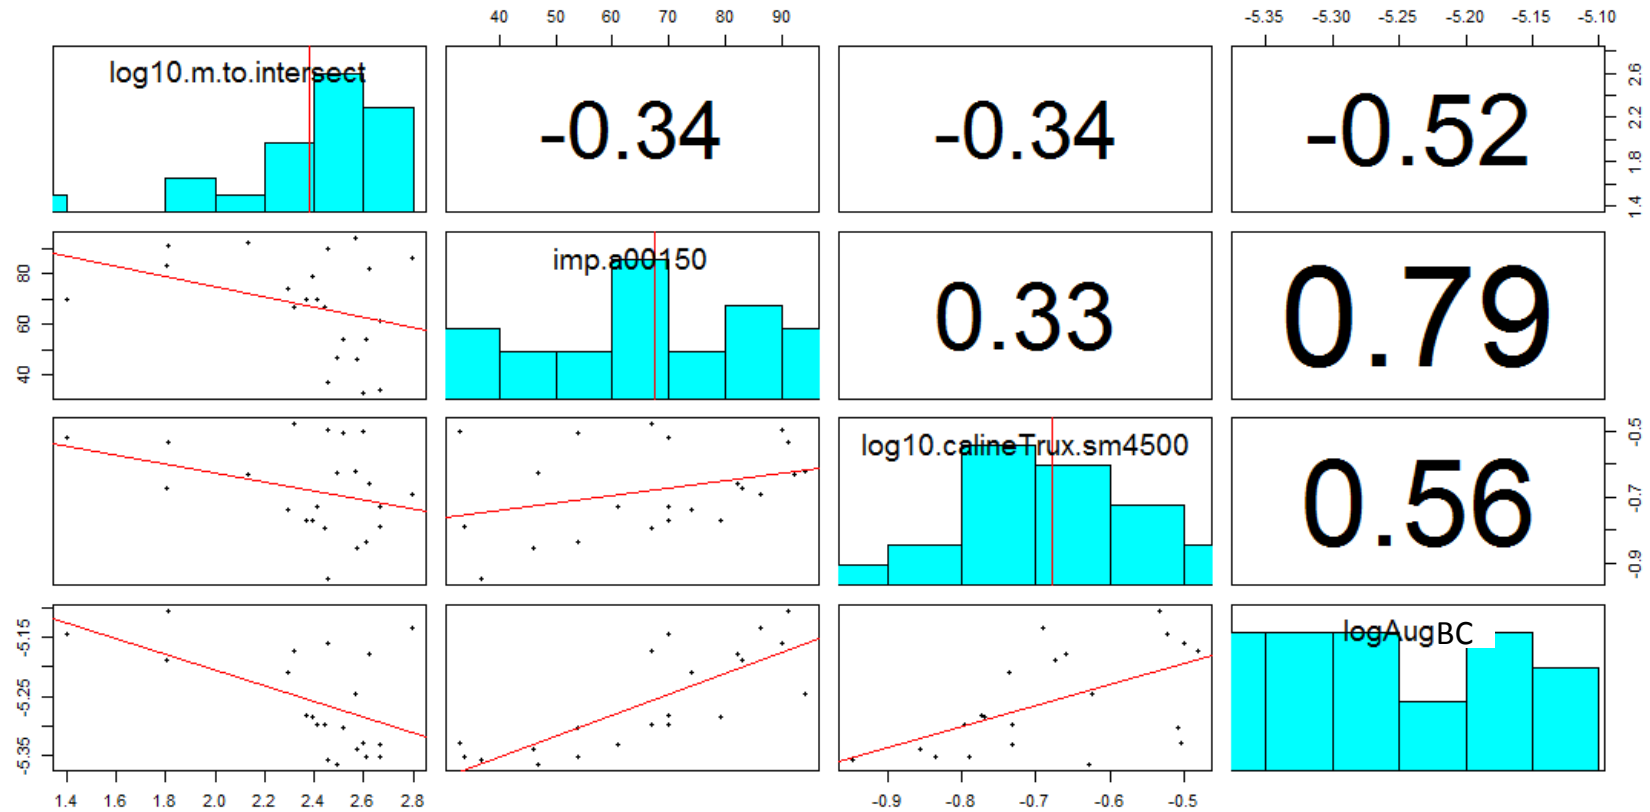 40 50 60 70 80 90
-5.35 -5.30 -5.25 -5.20 -5.15 -5.10
log10.m.to.intersect
-0.34
-0.34
-0.52
1.4 1.8 2.2 2.6
40 60 80
imp.a00150
0.33
0.79
log10.calineTrux.sm4500
0.56
-0.9 -0.7 -0.5
-5.35 -5.25 -5.15
logAugBC
1.4 1.6 1.8 2.0 2.2 2.4 2.6 2.8
-0.9 -0.8 -0.7 -0.6 -0.5